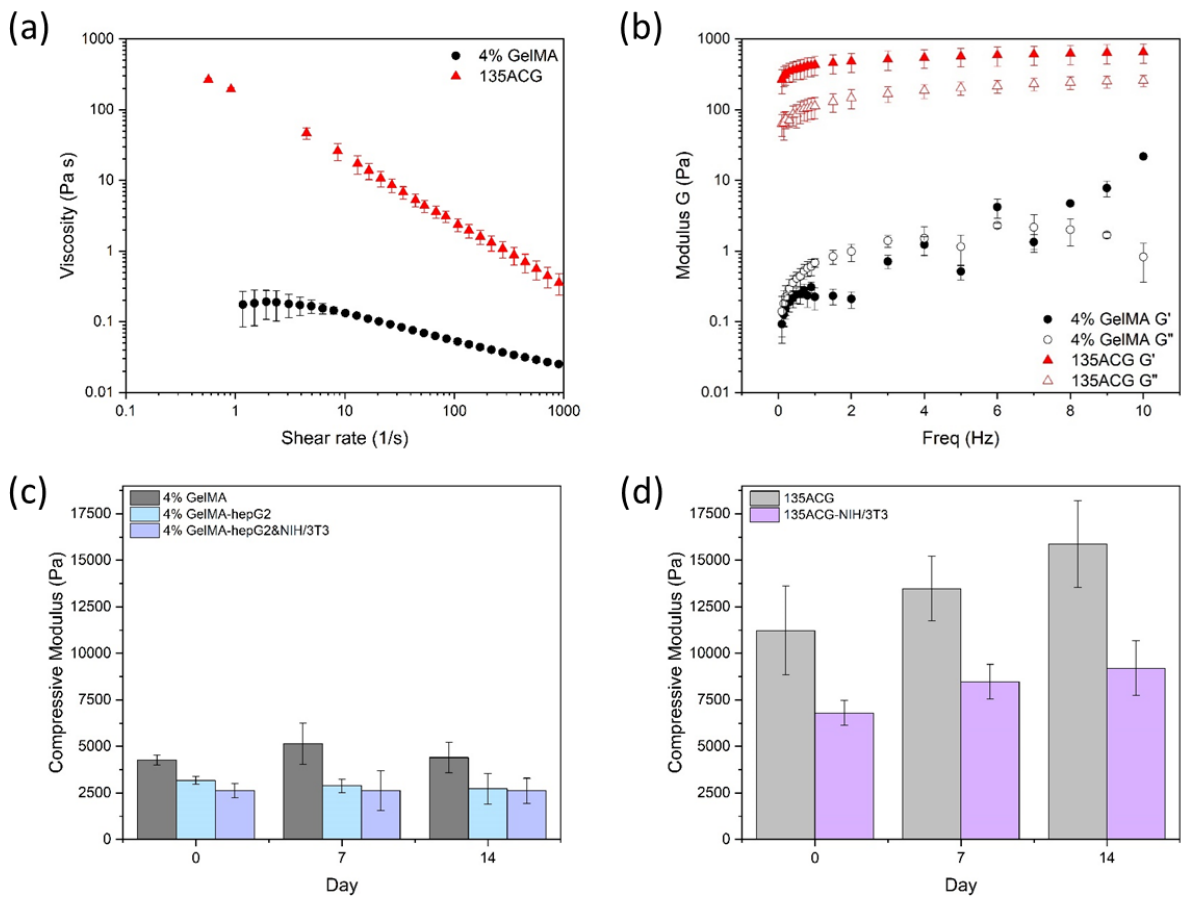 (a)
1000
100
10
1
0.1
0.01
Viscosity (Pa s)
4% GelMA
135ACG
0.1
1
10
100
1000
Shear rate (1/s)
(b)
1000
100
10
1
0.1
0.01
Modulus G (Pa)
4% GelMA G'
4% GelMA G"
135ACG G'
135ACG G"
0
2
4
6
8
10
Freq (Hz)
(c)
17500
15000
12500
10000
7500
5000
2500
0
Compressive Modulus (Pa)
4% GelMA
4% GelMA-hepG2
4% GelMA-hepG2&NIH/3T3
0
7
14
Day
(d)
17500
15000
12500
10000
7500
5000
2500
0
Compressive Modulus (Pa)
135ACG
135ACG-NIH/3T3
0
7
14
Day